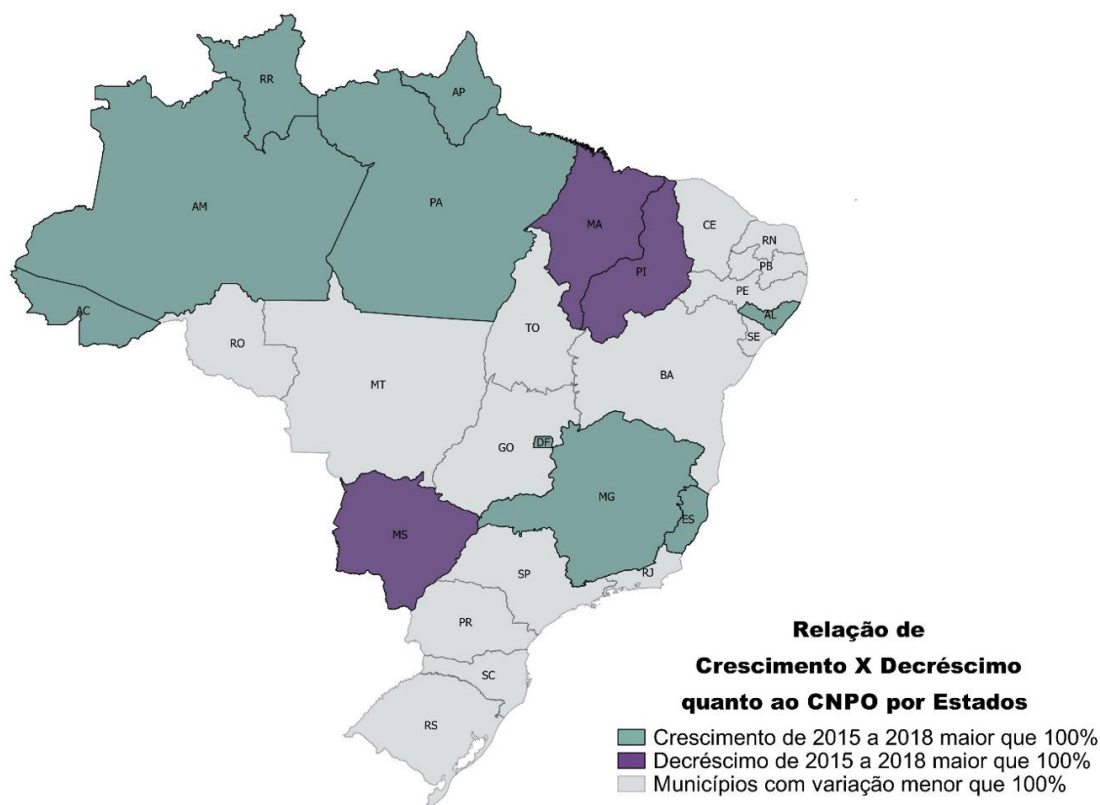 RR
AP
AM
PA
MA
CE
RN
PI
PB
PE
AC
AL
TO
SE
RO
BA
MT
GO
DF
MG
ES
MS
SP
RJ
PR
SC
RS
Relação de
Crescimento X Decréscimo
quanto ao CNPO por Estados
Crescimento de 2015 a 2018 maior que 100%
Decréscimo de 2015 a 2018 maior que 100%
Municípios com variação menor que 100%